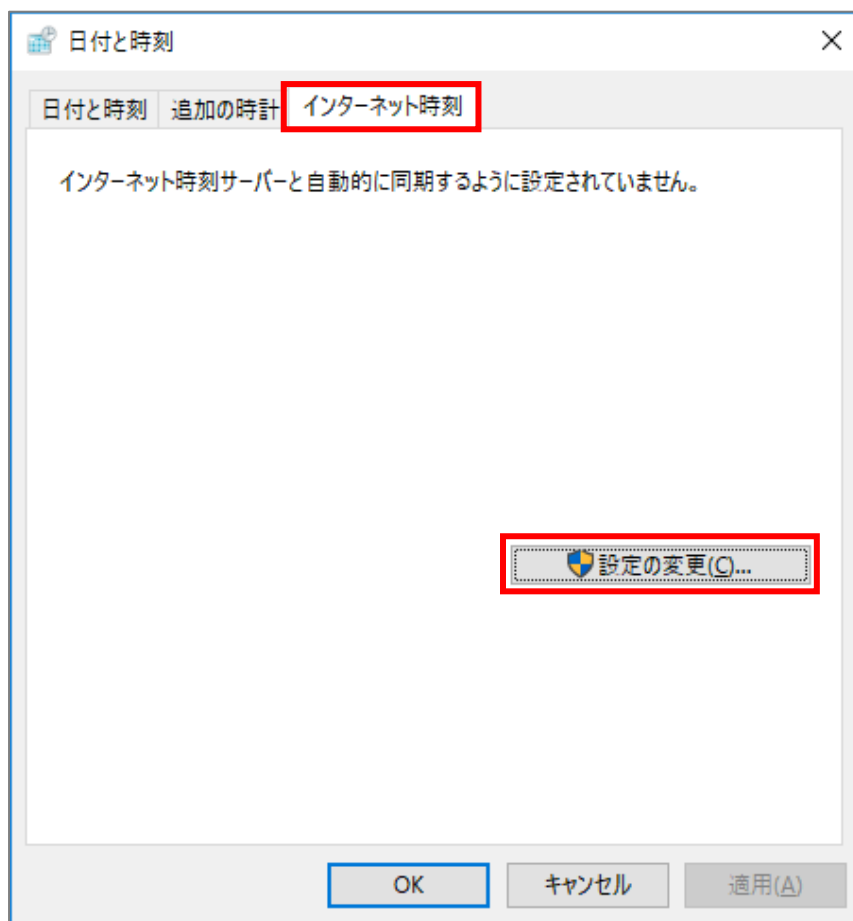 日付と時刻
日付と時刻 追加の時計 インターネット時刻
インターネット時刻サーバーと自動的に同期するように設定されていません。
設定の変更(C)...
OK キャンセル 適用(A)